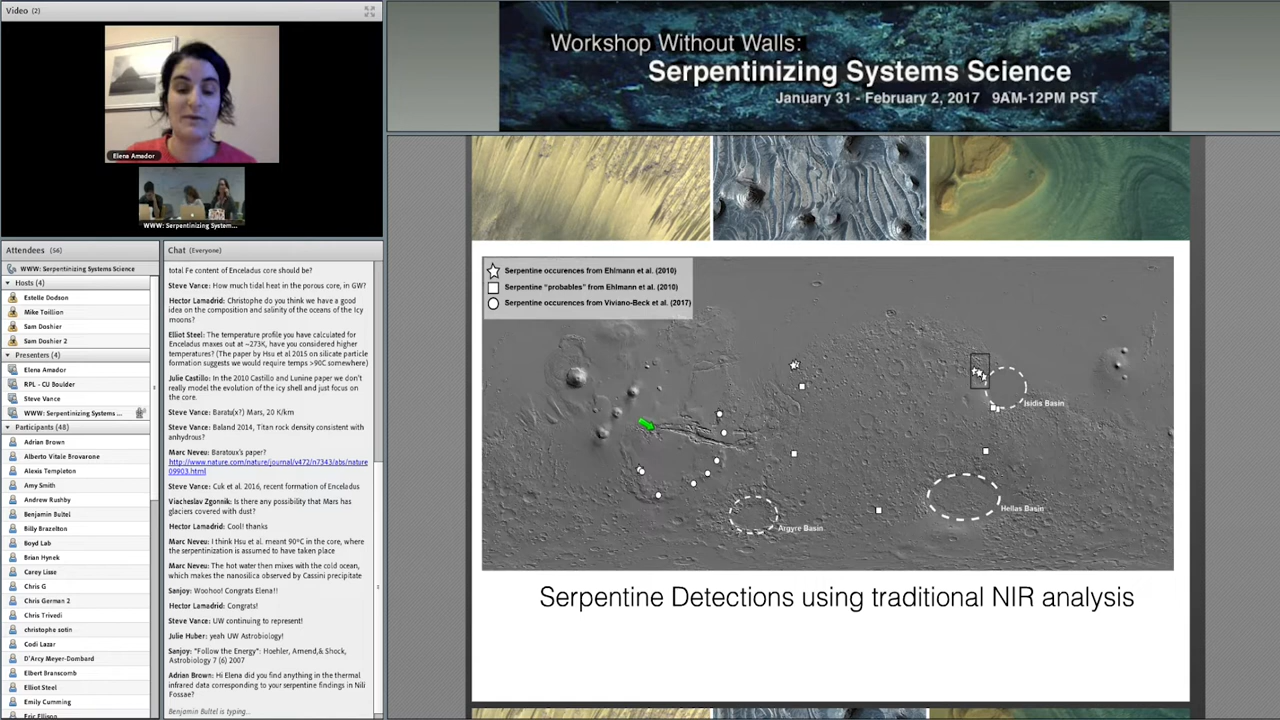 Video (2)
Elena Amador
WWW: Serpentinizing System...
Attendees (56)
WWW: Serpentinizing Systems Science
Hosts (4)
Estelle Dodson
Mike Toillion
Sam Doshier
Sam Doshier 2
Presenters (4)
Elena Amador
RPL - CU Boulder
Steve Vance
WWW: Serpentinizing Systems ...
Participants (48)
Adrian Brown
Alberto Vitale Brovarone
Alexis Templeton
Amy Smith
Andrew Rushby
Benjamin Bultel
Billy Brazelton
Boyd Lab
Brian Hynek
Carey Lisse
Chris G
Chris German 2
Chris Trivedi
christophe sotin
Codi Lazar
D'Arcy Meyer-Dombard
Elbert Branscomb
Elliot Steel
Emily Cumming
Eric Ellison
Chat (Everyone)
total Fe content of Enceladus core should be?
Steve Vance: How much tidal heat in the porous core, in GW?
Hector Lamadrid: Christophe do you think we have a good
idea on the composition and salinity of the oceans of the Icy
moons?
Elliot Steel: The temperature profile you have calculated for
Enceladus maxes out at ~273K, have you considered higher
temperatures? (The paper by Hsu et al 2015 on silicate particle
formation suggests we would require temps >90C somewhere)
Julie Castillo: In the 2010 Castillo and Lunine paper we don't
really model the evolution of the icy shell and just focus on
the core.
Steve Vance: Baratu(x?) Mars, 20 K/km
Steve Vance: Baland 2014, Titan rock density consistent with
anhydrous?
Marc Neveu: Baratoux's paper?
http://www.nature.com/nature/journal/v472/n7343/abs/nature
09903.html
Steve Vance: Cuk et al. 2016, recent formation of Enceladus
Viacheslav Zgonnik: Is there any possibility that Mars has
glaciers covered with dust?
Hector Lamadrid: Cool! thanks
Marc Neveu: I think Hsu et al. meant 90°C in the core, where
the serpentinization is assumed to have taken place
Marc Neveu: The hot water then mixes with the cold ocean,
which makes the nanosilica observed by Cassini precipitate
Sanjoy: Woohoo! Congrats Elena!!
Hector Lamadrid: Congrats!
Steve Vance: UW continuing to represent!
Julie Huber: yeah UW Astrobiology!
Sanjoy: "Follow the Energy": Hoehler, Amend,& Shock,
Astrobiology 7 (6) 2007
Adrian Brown: Hi Elena did you find anything in the thermal
infrared data corresponding to your serpentine findings in Nili
Fossae?
Benjamin Bultel is typing...
Workshop Without Walls:
Serpentinizing Systems Science
January 31 - February 2, 2017 9AM-12PM PST
Serpentine occurences from Ehlmann et al. (2010)
Serpentine "probables" from Ehlmann et al. (2010)
Serpentine occurences from Viviano-Beck et al. (2017)
Isidis Basin
Hellas Basin
Argyre Basin
Serpentine Detections using traditional NIR analysis